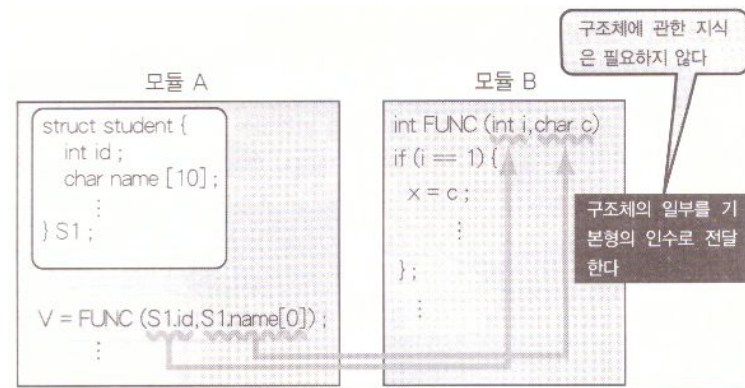 구조체에 관한 지식
은 필요하지 않다
모듈 A
struct student {
int id ;
char name [10] ;
⋮
} S1 ;
V = FUNC (S1.id,S1.name[0]) ;
⋮
모듈 B
int FUNC (int i,char c)
if (i == 1) {
x = c ;
⋮
} ;
⋮
구조체의 일부를 기
본형의 인수로 전달
한다